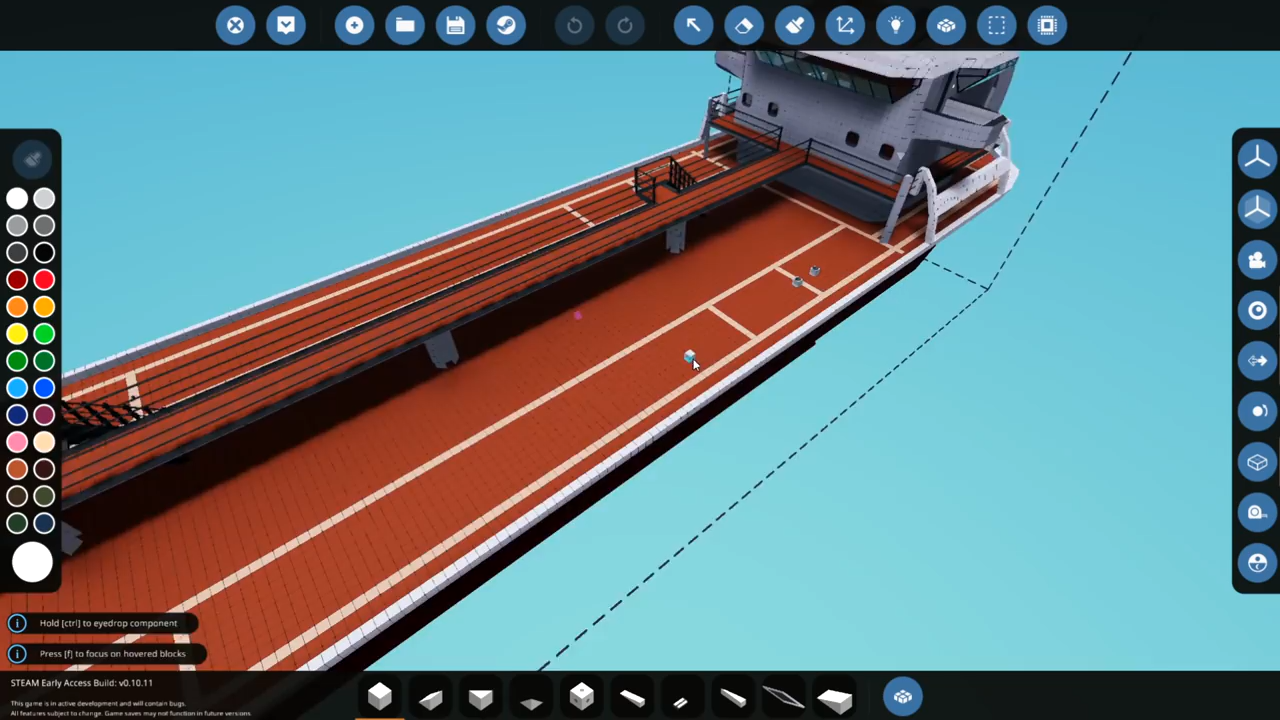 Hold [ctrl] to eyedrop component
Press [f] to focus on hovered blocks
STEAM Early Access Build: v0.10.11
This game is in active development and will contain bugs.
All features subject to change. Game saves may not function in future versions